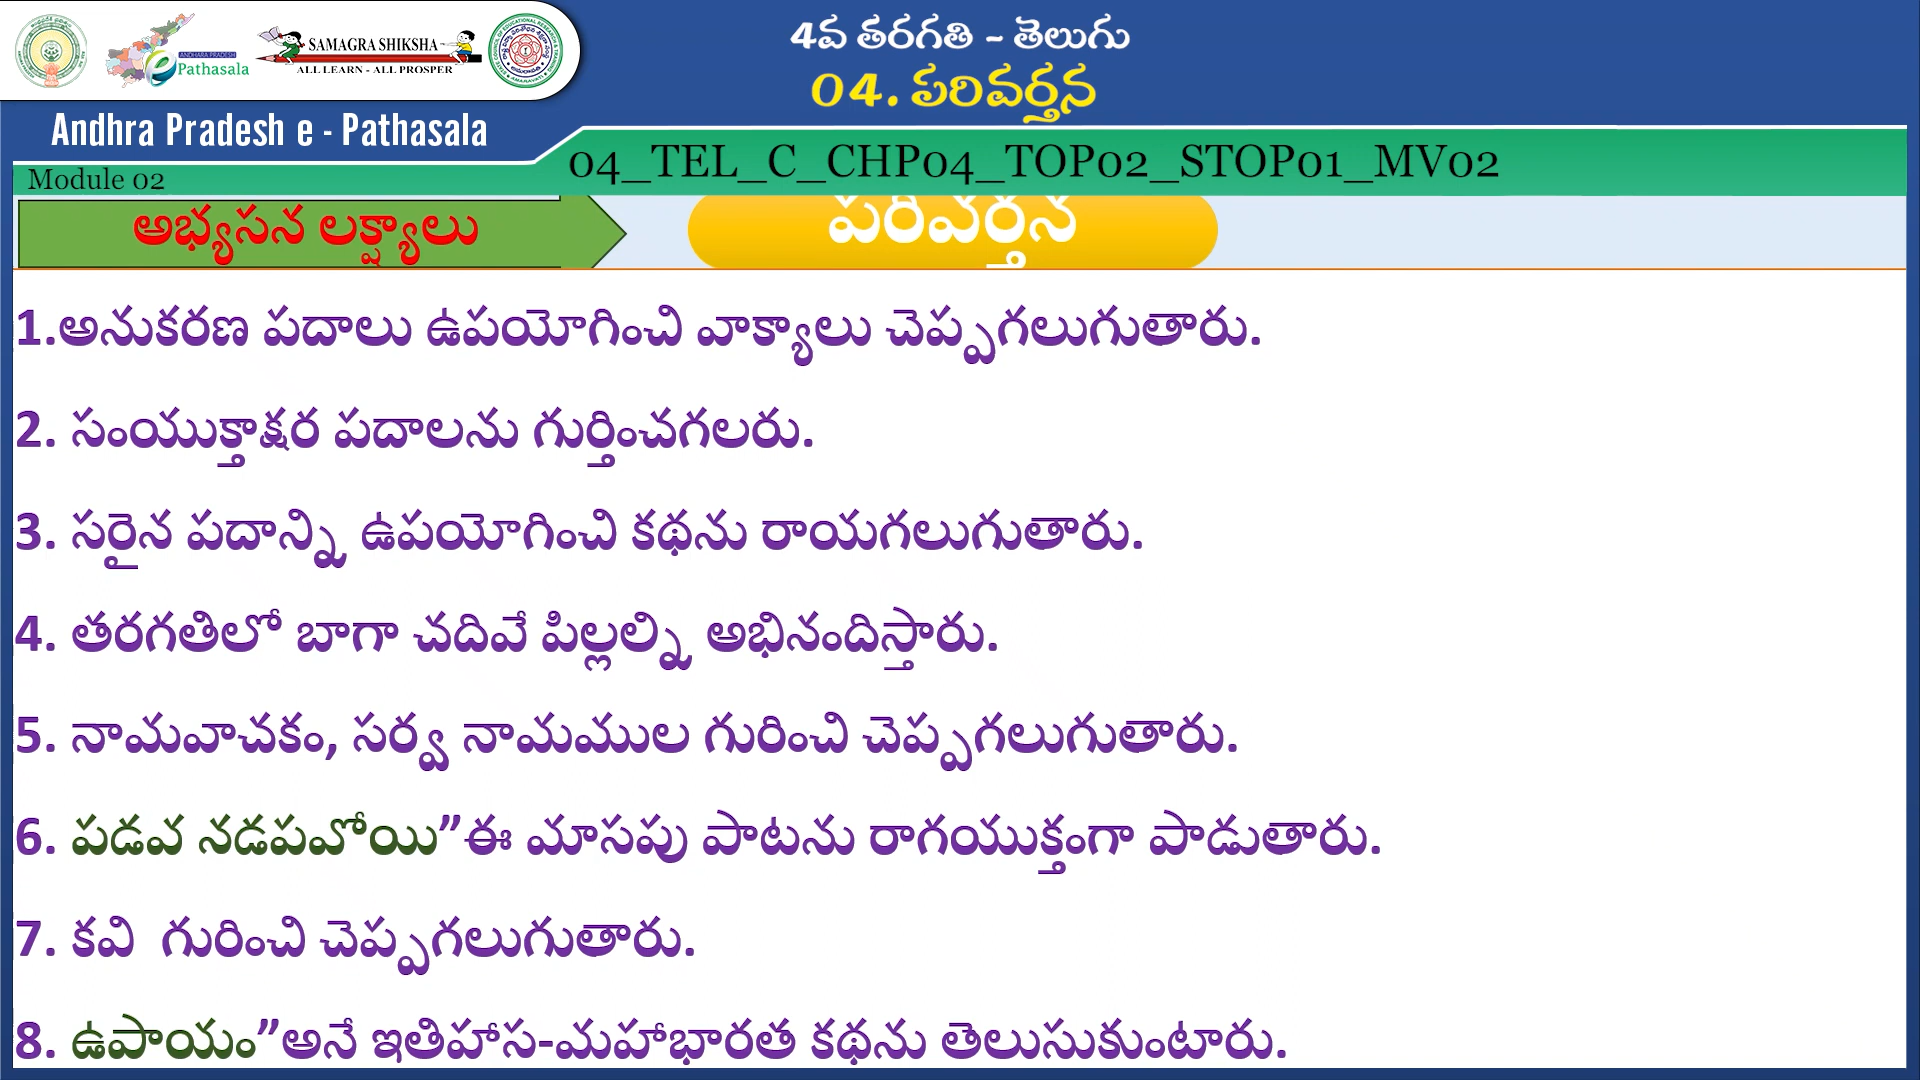 4వ తరగతి - తెలుగు
04. పరివర్తన
ANDHRA PRADESH
e Pathasala
SAMAGRA SHIKSHA
ALL LEARN - ALL PROSPER
Andhra Pradesh e - Pathasala
Module 02
04_TEL_C_CHP04_TOP02_STOP01_MV02
అభ్యసన లక్ష్యాలు
పరివర్తన
1.అనుకరణ పదాలు ఉపయోగించి వాక్యాలు చెప్పగలుగుతారు.
2. సంయుక్తాక్షర పదాలను గుర్తించగలరు.
3. సరైన పదాన్ని ఉపయోగించి కథను రాయగలుగుతారు.
4. తరగతిలో బాగా చదివే పిల్లల్ని అభినందిస్తారు.
5. నామవాచకం, సర్వ నామముల గురించి చెప్పగలుగుతారు.
6. పడవ నడపవోయి”ఈ మాసపు పాటను రాగయుక్తంగా పాడుతారు.
7. కవి గురించి చెప్పగలుగుతారు.
8. ఉపాయం”అనే ఇతిహాస-మహాభారత కథను తెలుసుకుంటారు.